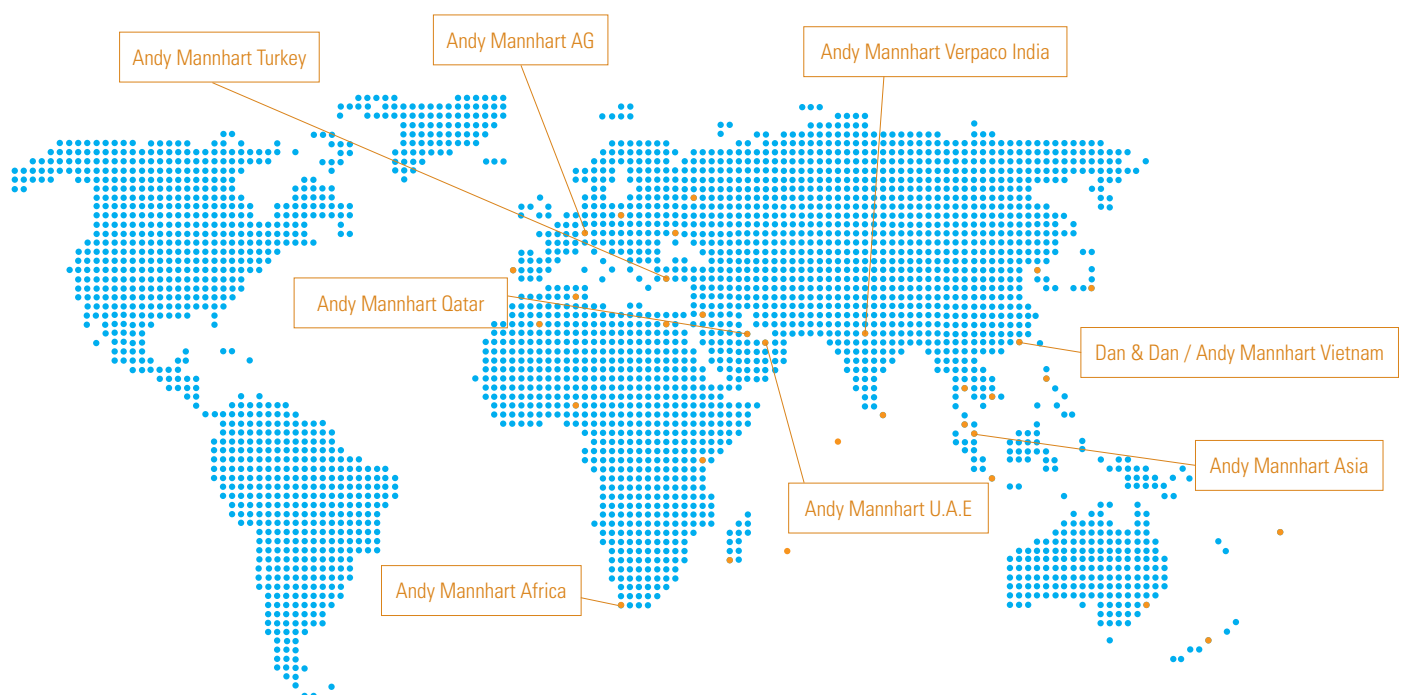 Andy Mannhart AG
Andy Mannhart Turkey
Andy Mannhart Verpaco India
Andy Mannhart Qatar
Dan & Dan / Andy Mannhart Vietnam
Andy Mannhart Asia
Andy Mannhart U.A.E
Andy Mannhart Africa